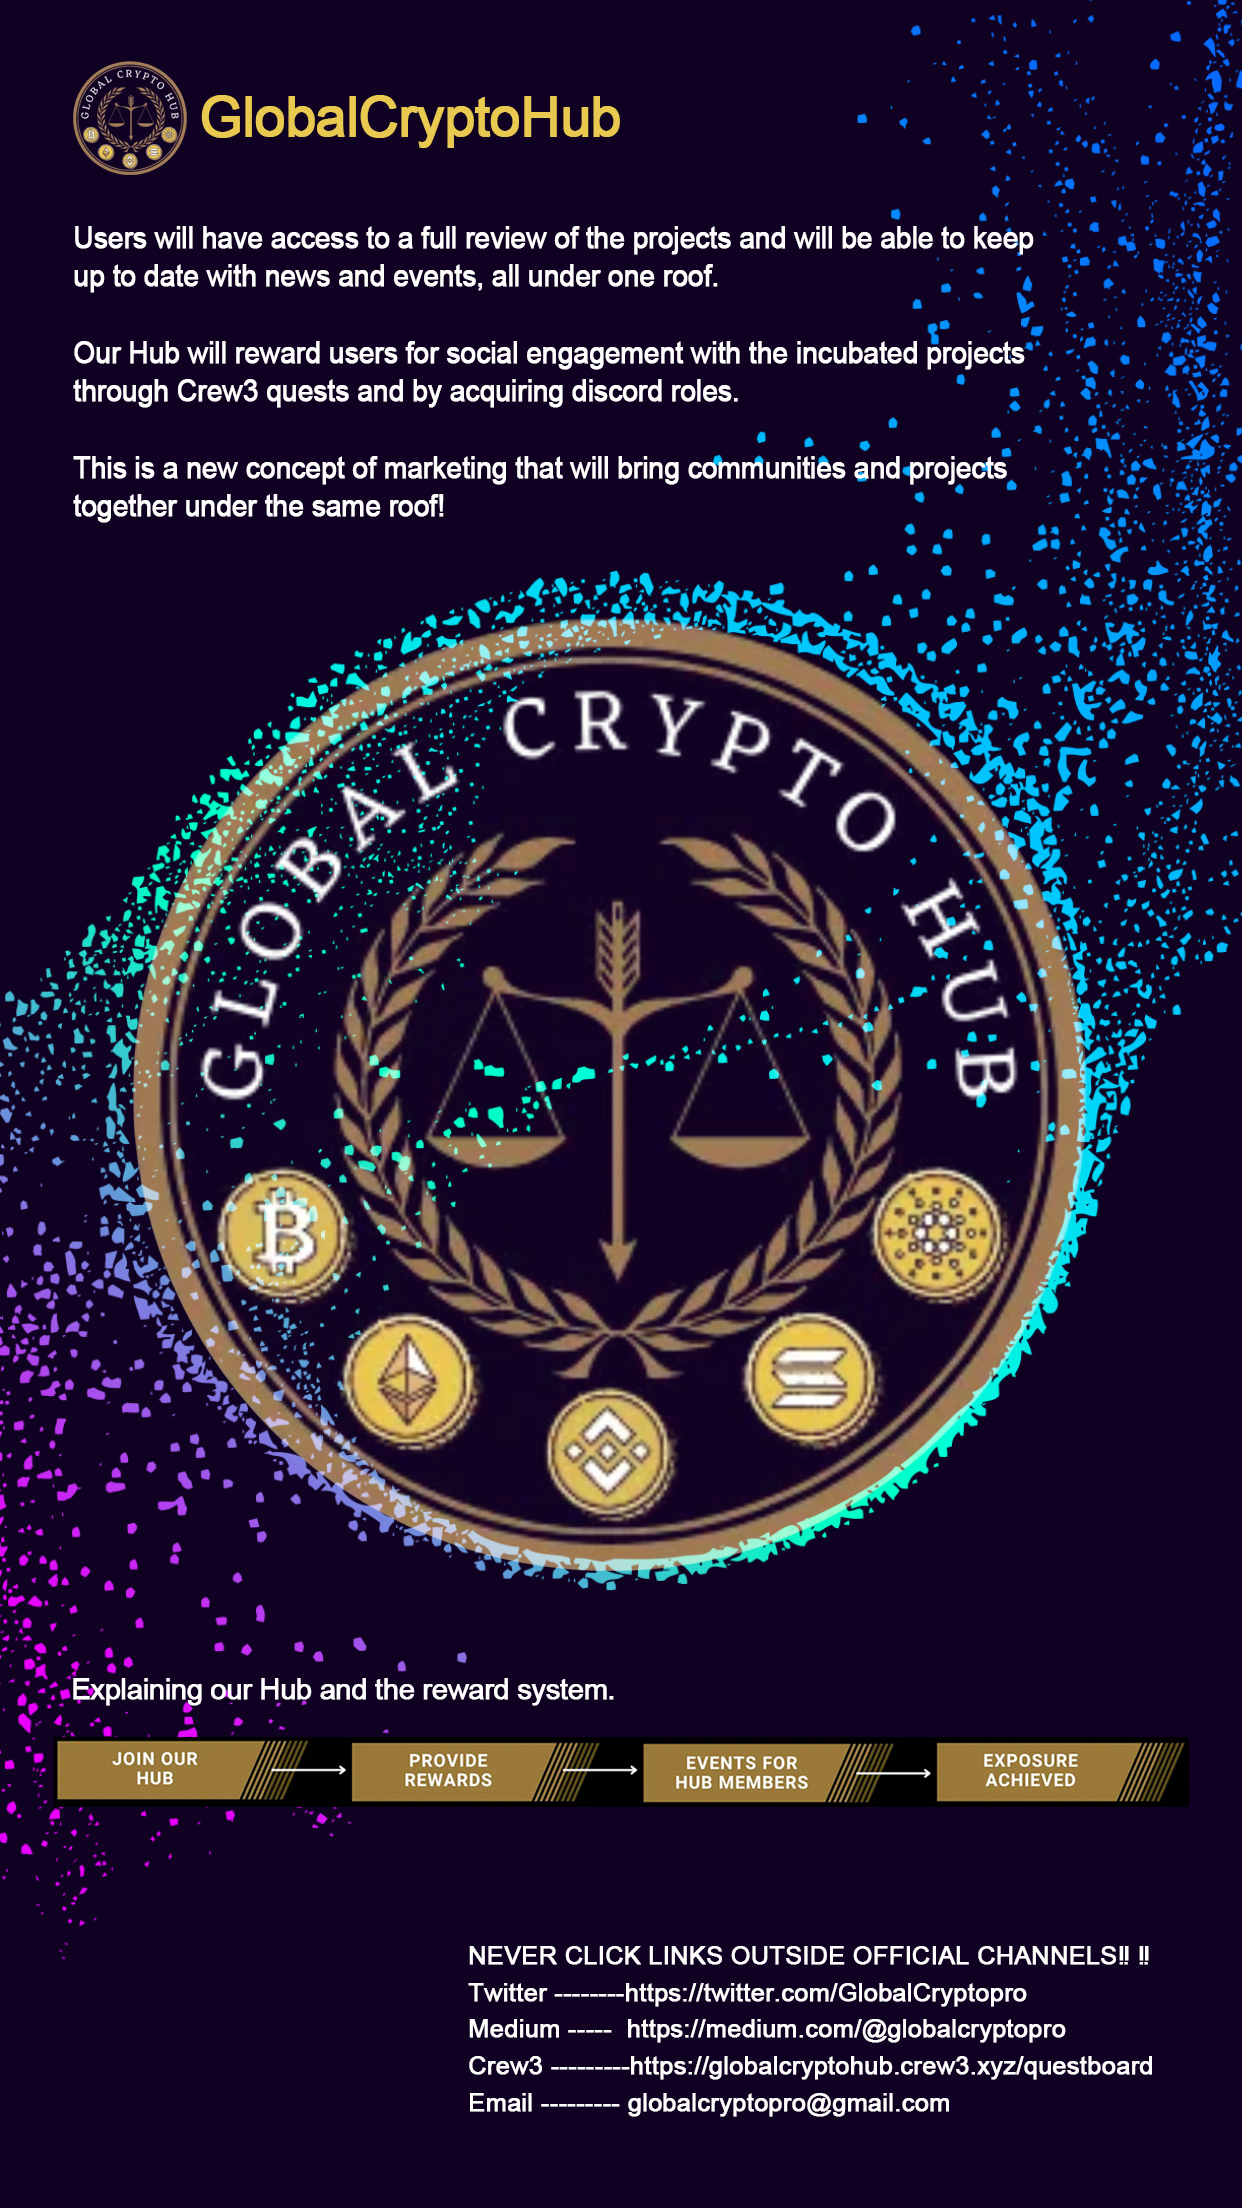 GLOBAL CRYPTO HUB
GlobalCryptoHub
Users will have access to a full review of the projects and will be able to keep
up to date with news and events, all under one roof.
Our Hub will reward users for social engagement with the incubated projects
through Crew3 quests and by acquiring discord roles.
This is a new concept of marketing that will bring communities and projects
together under the same roof!
GLOBAL CRYPTO HUB
Explaining our Hub and the reward system.
JOIN OUR
HUB
PROVIDE
REWARDS
EVENTS FOR
HUB MEMBERS
EXPOSURE
ACHIEVED
NEVER CLICK LINKS OUTSIDE OFFICIAL CHANNELS!! !!
Twitter --------https://twitter.com/GlobalCryptopro
Medium -----  https://medium.com/@globalcryptopro
Crew3 ---------https://globalcryptohub.crew3.xyz/questboard
Email --------- globalcryptopro@gmail.com